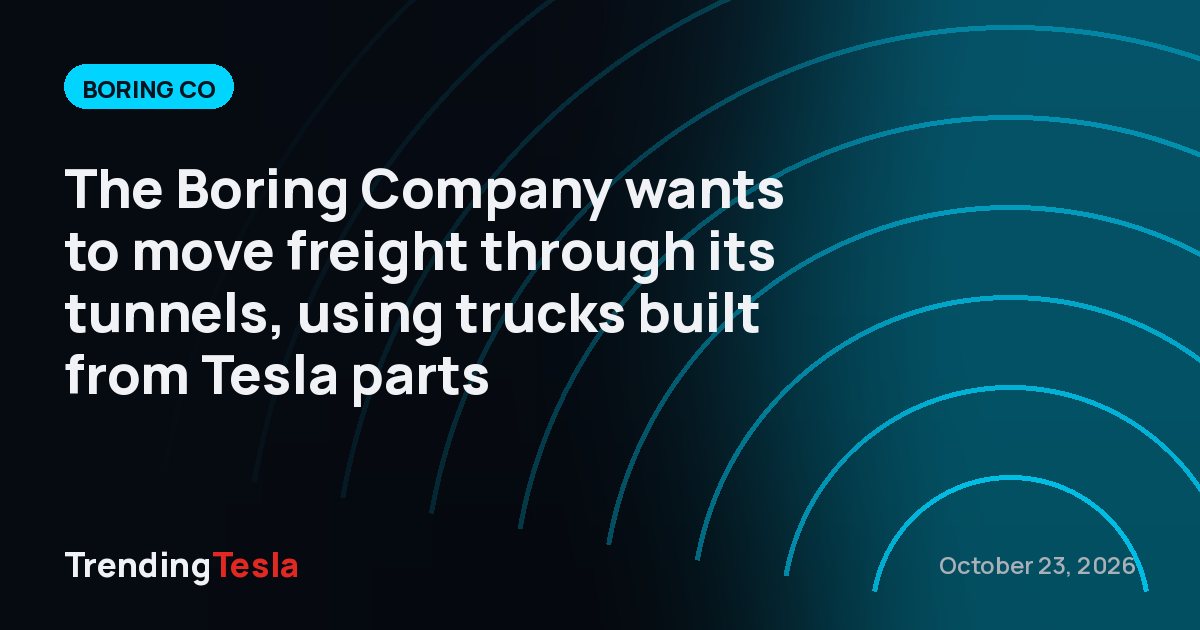 BORING CO
The Boring Company wants
to move freight through its
tunnels, using trucks built
from Tesla parts
TrendingTesla
October 23, 2026